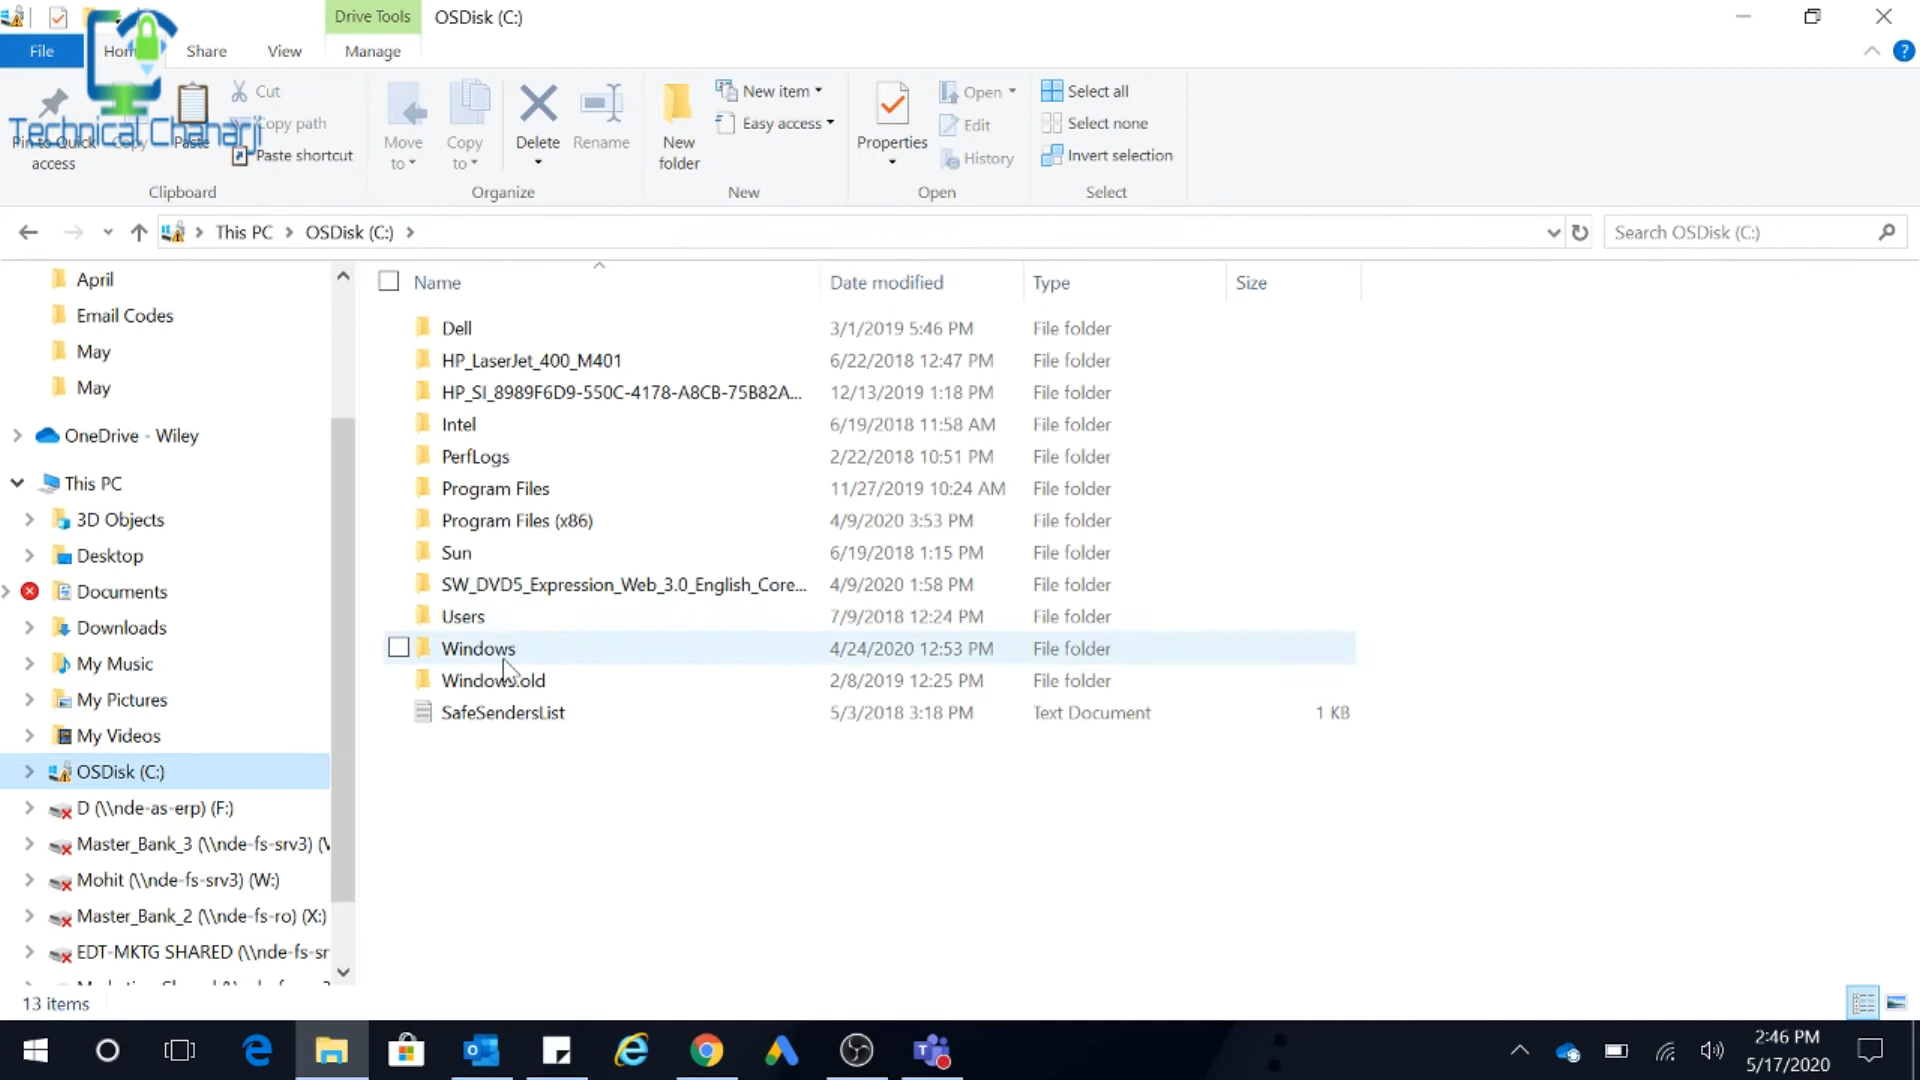 Drive Tools
OSDisk (C:)
File
Home
Share
View
Manage
Technical Chaharji
Pin to Quick access
Copy
Paste
Cut
Copy path
Paste shortcut
Clipboard
Move to
Copy to
Delete
Rename
Organize
New folder
New item
Easy access
New
Properties
Open
Edit
History
Open
Select all
Select none
Invert selection
Select
This PC
OSDisk (C:)
Search OSDisk (C:)
April
Email Codes
May
May
OneDrive - Wiley
This PC
3D Objects
Desktop
Documents
Downloads
My Music
My Pictures
My Videos
OSDisk (C:)
D (\\nde-as-erp) (F:)
Master_Bank_3 (\\nde-fs-srv3) (V
Mohit (\\nde-fs-srv3) (W:)
Master_Bank_2 (\\nde-fs-ro) (X:)
EDT-MKTG SHARED (\\nde-fs-sr
Name Date modified Type Size
Dell 3/1/2019 5:46 PM File folder
HP_LaserJet_400_M401 6/22/2018 12:47 PM File folder
HP_SI_8989F6D9-550C-4178-A8CB-75B82A... 12/13/2019 1:18 PM File folder
Intel 6/19/2018 11:58 AM File folder
PerfLogs 2/22/2018 10:51 PM File folder
Program Files 11/27/2019 10:24 AM File folder
Program Files (x86) 4/9/2020 3:53 PM File folder
Sun 6/19/2018 1:15 PM File folder
SW_DVD5_Expression_Web_3.0_English_Core... 4/9/2020 1:58 PM File folder
Users 7/9/2018 12:24 PM File folder
Windows 4/24/2020 12:53 PM File folder
Windows.old 2/8/2019 12:25 PM File folder
SafeSendersList 5/3/2018 3:18 PM Text Document 1 KB
13 items
2:46 PM
5/17/2020